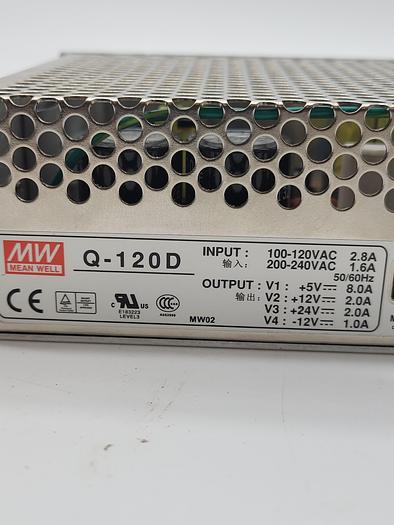 MW
MEAN WELL
Q-120D
INPUT : 100-120VAC 2.8A
输入: 200-240VAC 1.6A
50/60Hz
OUTPUT : V1 : +5V⎓ 8.0A
输出: V2 : +12V⎓ 2.0A
V3 : +24V⎓ 2.0A
V4 : -12V⎓ 1.0A
CE
c RU US
E183223
LEVEL3
CCC
MW02